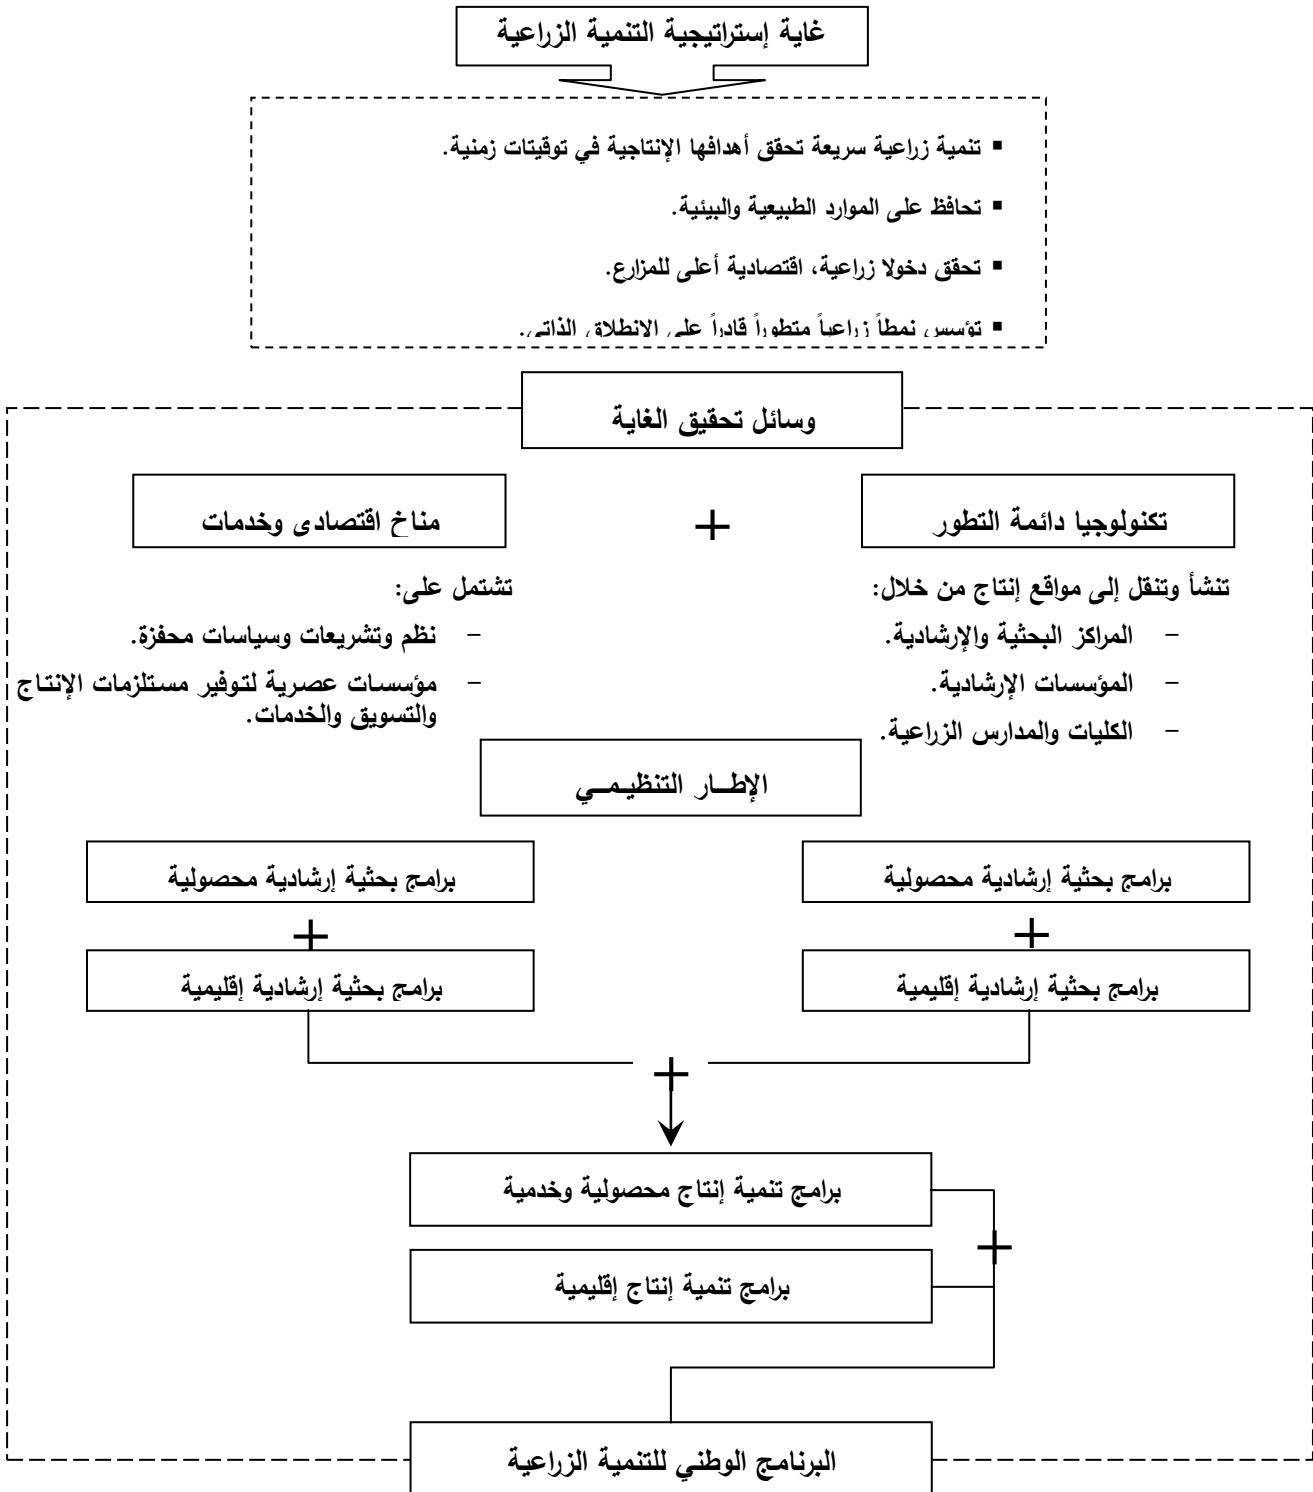 غاية إستراتيجية التنمية الزراعية
▪ تنمية زراعية سريعة تحقق أهدافها الإنتاجية في توقيتات زمنية.
▪ تحافظ على الموارد الطبيعية والبيئية.
▪ تحقق دخولا زراعية، اقتصادية أعلى للمزارع.
▪ تؤسس نمطاً زراعياً متطوراً قادراً على الانطلاق الذاتي.
وسائل تحقيق الغاية
تكنولوجيا دائمة التطور
+
مناخ اقتصادى وخدمات
تنشأ وتنقل إلى مواقع إنتاج من خلال:
– المراكز البحثية والإرشادية.
– المؤسسات الإرشادية.
– الكليات والمدارس الزراعية.
تشتمل على:
– نظم وتشريعات وسياسات محفزة.
– مؤسسات عصرية لتوفير مستلزمات الإنتاج
والتسويق والخدمات.
الإطــار التنظيـمــي
برامج بحثية إرشادية محصولية
+
برامج بحثية إرشادية إقليمية
برامج بحثية إرشادية محصولية
+
برامج بحثية إرشادية إقليمية
+
برامج تنمية إنتاج محصولية وخدمية
+
برامج تنمية إنتاج إقليمية
البرنامج الوطني للتنمية الزراعية